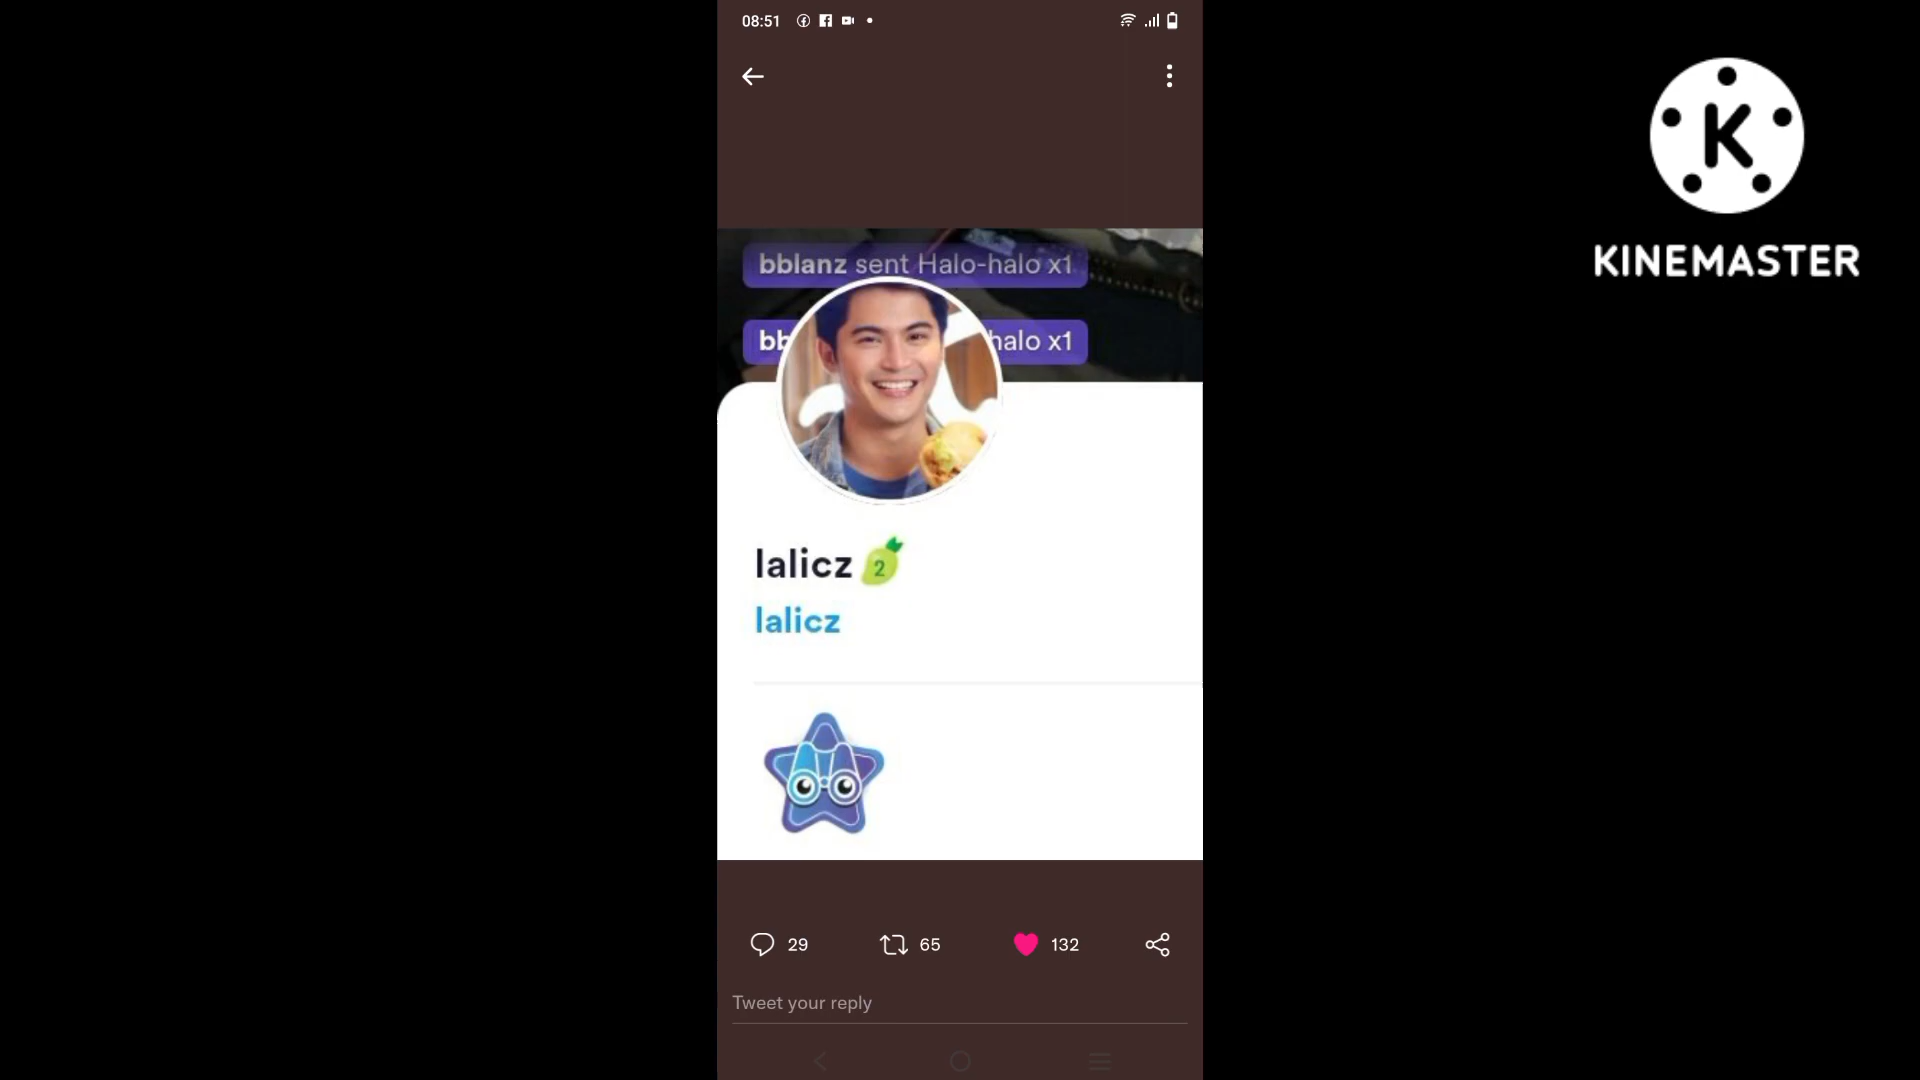 08:51
KINEMASTER
bblanz sent Halo-halo x1
bb halo x1
lalicz 2
lalicz
29 65 132
Tweet your reply